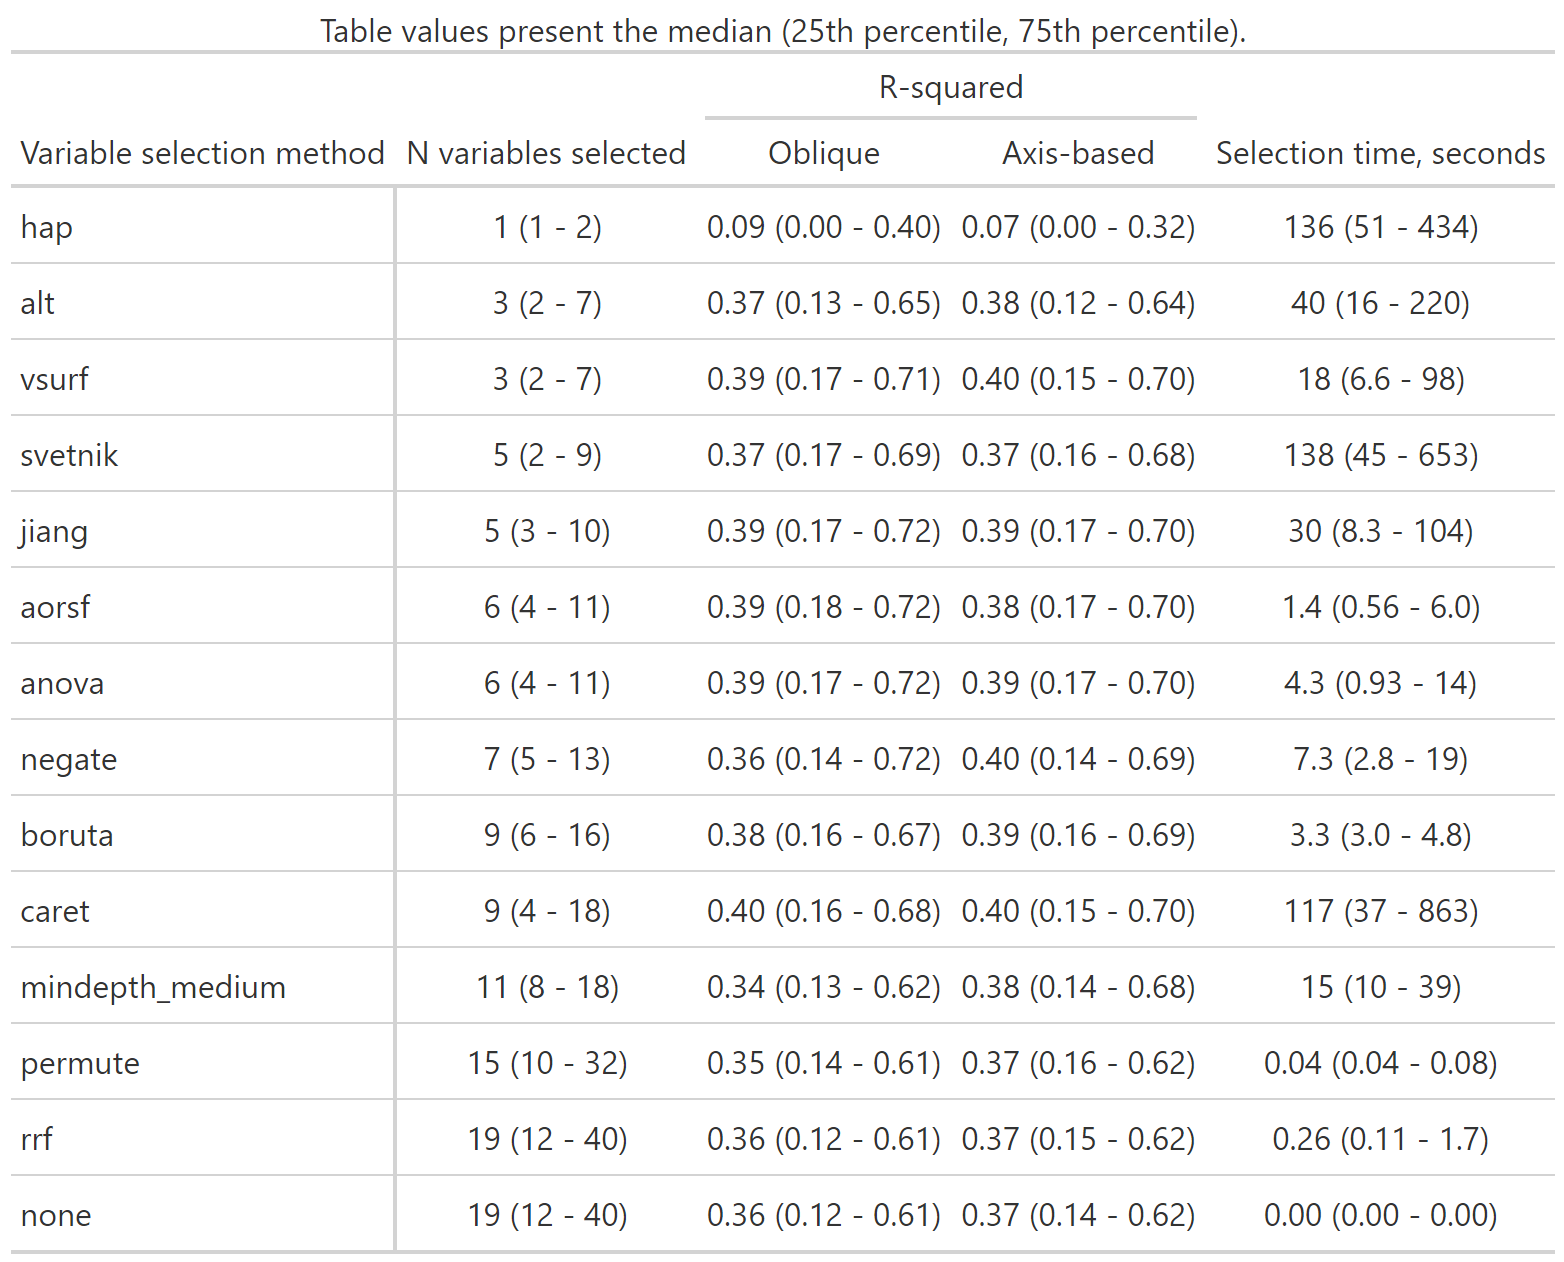 Table values present the median (25th percentile, 75th percentile).
R-squared
Variable selection method N variables selected Oblique Axis-based Selection time, seconds
hap 1 (1 - 2) 0.09 (0.00 - 0.40) 0.07 (0.00 - 0.32) 136 (51 - 434)
alt 3 (2 - 7) 0.37 (0.13 - 0.65) 0.38 (0.12 - 0.64) 40 (16 - 220)
vsurf 3 (2 - 7) 0.39 (0.17 - 0.71) 0.40 (0.15 - 0.70) 18 (6.6 - 98)
svetnik 5 (2 - 9) 0.37 (0.17 - 0.69) 0.37 (0.16 - 0.68) 138 (45 - 653)
jiang 5 (3 - 10) 0.39 (0.17 - 0.72) 0.39 (0.17 - 0.70) 30 (8.3 - 104)
aorsf 6 (4 - 11) 0.39 (0.18 - 0.72) 0.38 (0.17 - 0.70) 1.4 (0.56 - 6.0)
anova 6 (4 - 11) 0.39 (0.17 - 0.72) 0.39 (0.17 - 0.70) 4.3 (0.93 - 14)
negate 7 (5 - 13) 0.36 (0.14 - 0.72) 0.40 (0.14 - 0.69) 7.3 (2.8 - 19)
boruta 9 (6 - 16) 0.38 (0.16 - 0.67) 0.39 (0.16 - 0.69) 3.3 (3.0 - 4.8)
caret 9 (4 - 18) 0.40 (0.16 - 0.68) 0.40 (0.15 - 0.70) 117 (37 - 863)
mindepth_medium 11 (8 - 18) 0.34 (0.13 - 0.62) 0.38 (0.14 - 0.68) 15 (10 - 39)
permute 15 (10 - 32) 0.35 (0.14 - 0.61) 0.37 (0.16 - 0.62) 0.04 (0.04 - 0.08)
rrf 19 (12 - 40) 0.36 (0.12 - 0.61) 0.37 (0.15 - 0.62) 0.26 (0.11 - 1.7)
none 19 (12 - 40) 0.36 (0.12 - 0.61) 0.37 (0.14 - 0.62) 0.00 (0.00 - 0.00)